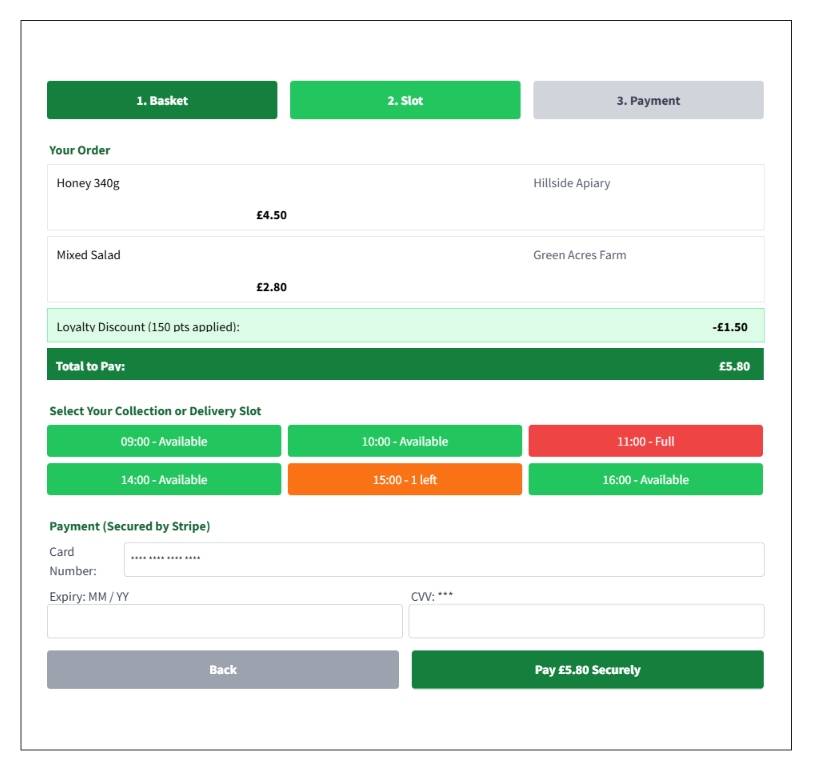 1. Basket
2. Slot
3. Payment
Your Order
Honey 340g
Hillside Apiary
£4.50
Mixed Salad
Green Acres Farm
£2.80
Loyalty Discount (150 pts applied):
-£1.50
Total to Pay:
£5.80
Select Your Collection or Delivery Slot
09:00 - Available
10:00 - Available
11:00 - Full
14:00 - Available
15:00 - 1 left
16:00 - Available
Payment (Secured by Stripe)
Card
Number:
**** **** **** ****
Expiry: MM / YY
CVV: ***
Back
Pay £5.80 Securely